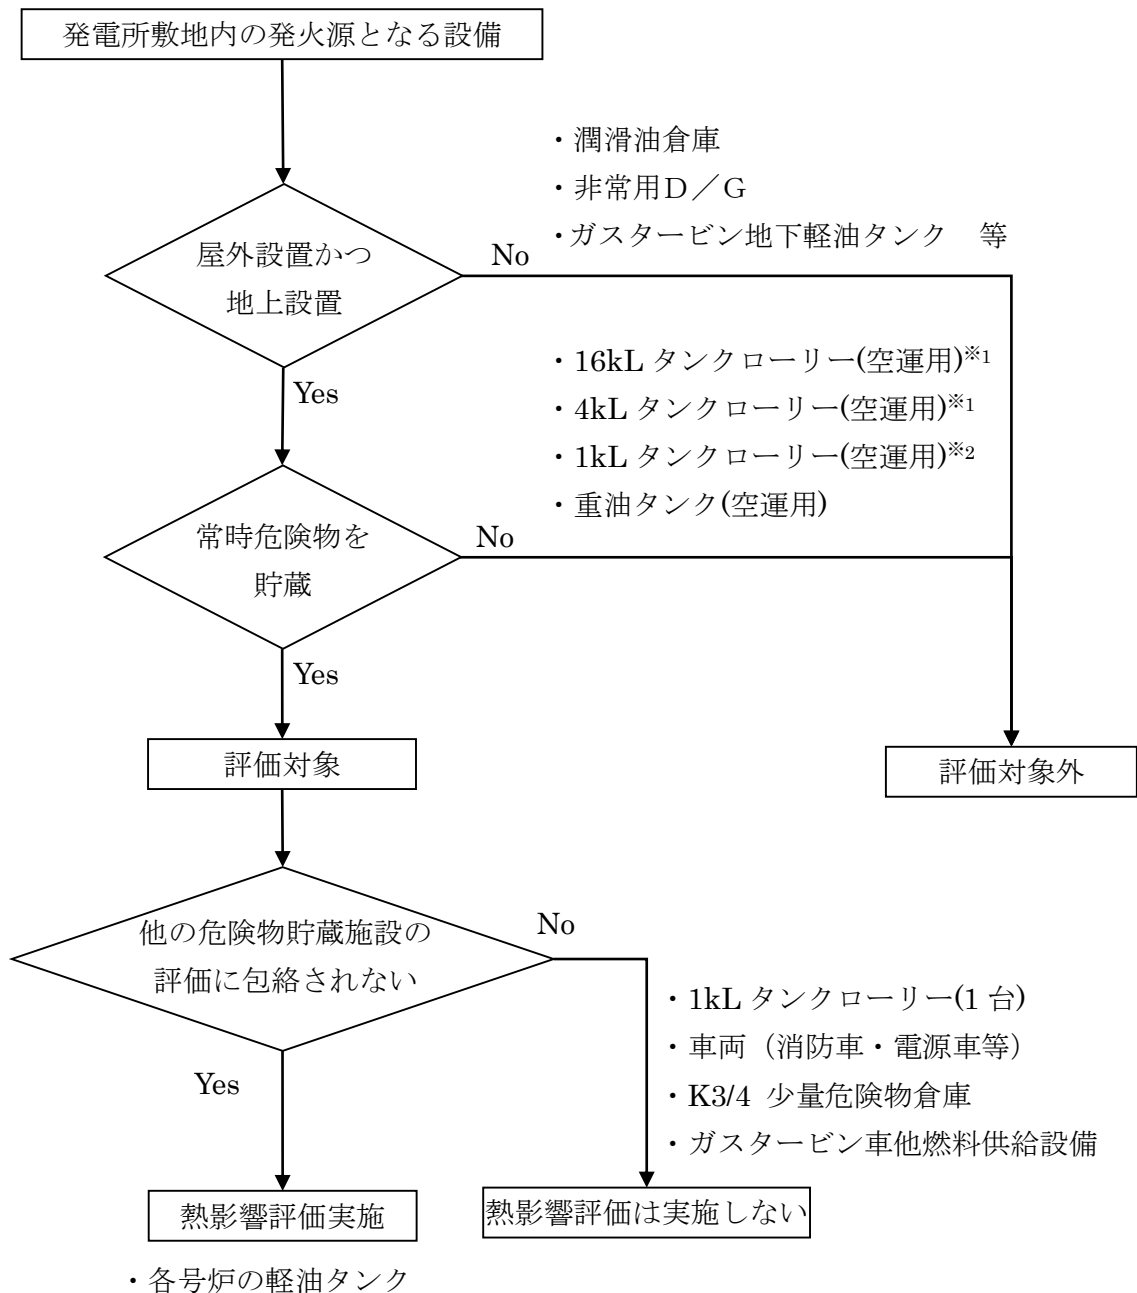 発電所敷地内の発火源となる設備
・潤滑油倉庫
・非常用Ｄ／Ｇ
・ガスタービン地下軽油タンク　等
屋外設置かつ
地上設置
No
Yes
・16kL タンクローリー(空運用)※1
・4kL タンクローリー(空運用)※1
・1kL タンクローリー(空運用)※2
・重油タンク(空運用)
常時危険物を
貯蔵
No
Yes
評価対象
評価対象外
他の危険物貯蔵施設の
評価に包絡されない
No
Yes
・1kL タンクローリー(1 台)
・車両（消防車・電源車等）
・K3/4 少量危険物倉庫
・ガスタービン車他燃料供給設備
熱影響評価実施
熱影響評価は実施しない
・各号炉の軽油タンク